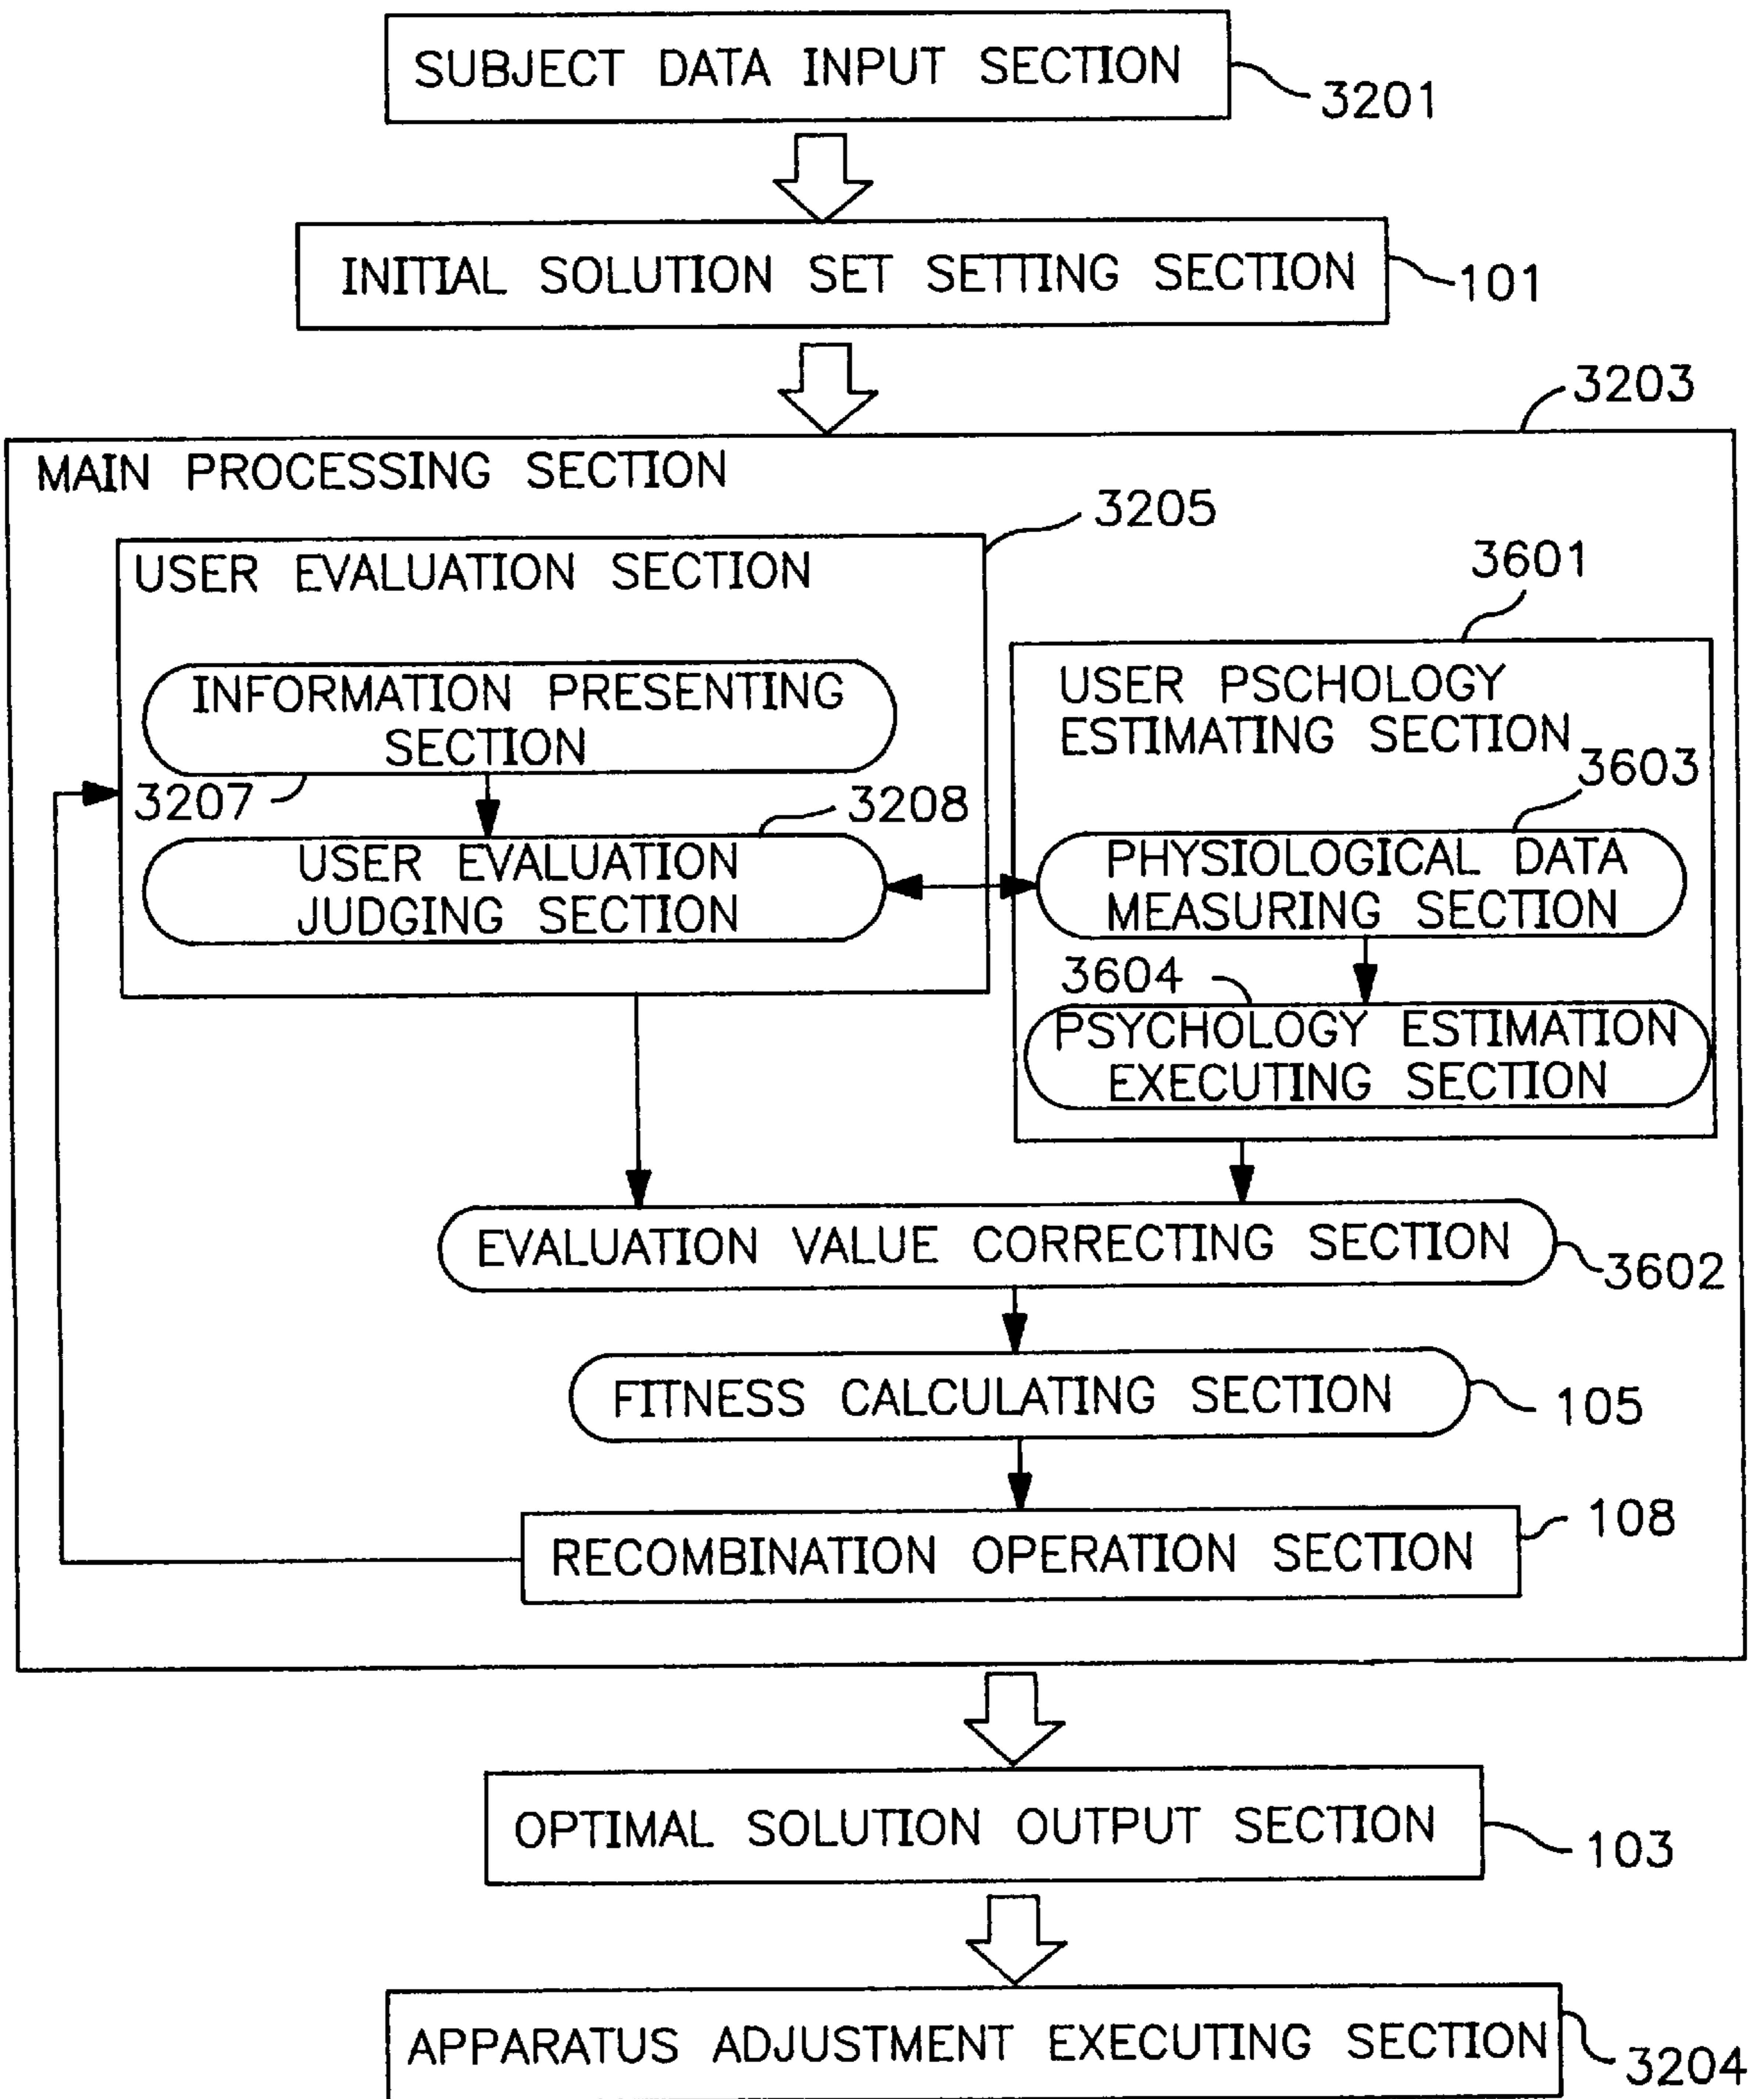 SUBJECT DATA INPUT SECTION
3201
INITIAL SOLUTION SET SETTING SECTION
101
3203
MAIN PROCESSING SECTION
3205
USER EVALUATION SECTION
3601
INFORMATION PRESENTING
SECTION
3207
USER PSCHOLOGY
ESTIMATING SECTION
3603
3208
USER EVALUATION
JUDGING SECTION
PHYSIOLOGICAL DATA
MEASURING SECTION
3604
PSYCHOLOGY ESTIMATION
EXECUTING SECTION
EVALUATION VALUE CORRECTING SECTION
3602
FITNESS CALCULATING SECTION
105
RECOMBINATION OPERATION SECTION
108
OPTIMAL SOLUTION OUTPUT SECTION
103
APPARATUS ADJUSTMENT EXECUTING SECTION
3204